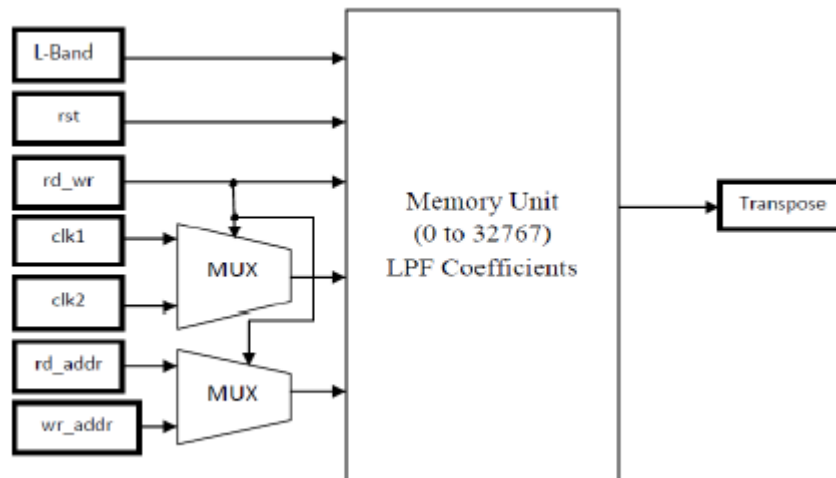 L-Band
rst
rd_wr
clk1
clk2
rd_addr
wr_addr
MUX
MUX
Memory Unit
(0 to 32767)
LPF Coefficients
Transpose